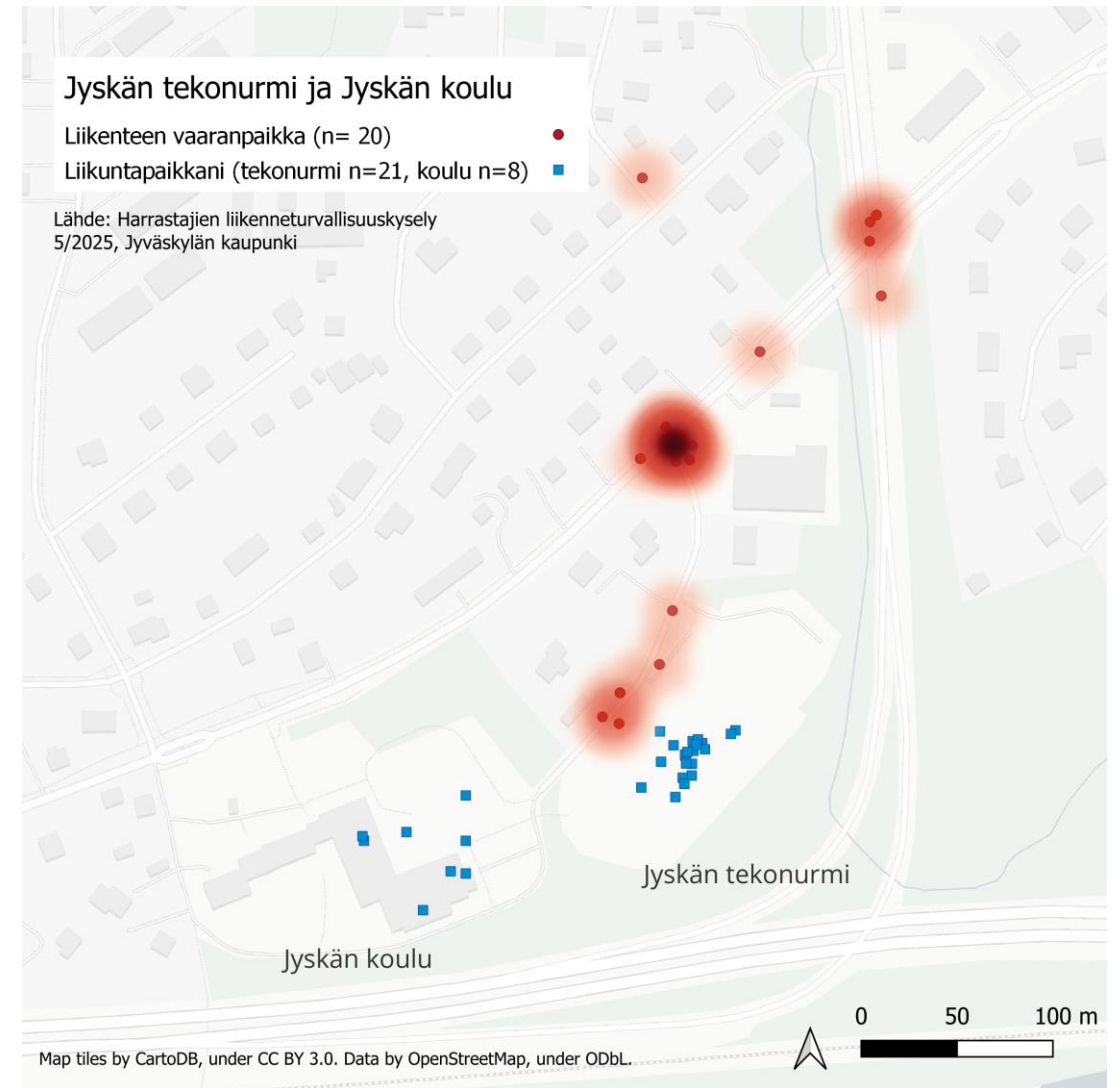 Jyskän tekonurmi ja Jyskän koulu
Liikenteen vaaranpaikka (n= 20)
Liikuntapaikkani (tekonurmi n=21, koulu n=8)
Lähde: Harrastajien liikenneturvallisuuskysely
5/2025, Jyväskylän kaupunki
Jyskän tekonurmi
Jyskän koulu
0 50 100 m
Map tiles by CartoDB, under CC BY 3.0. Data by OpenStreetMap, under ODbL.